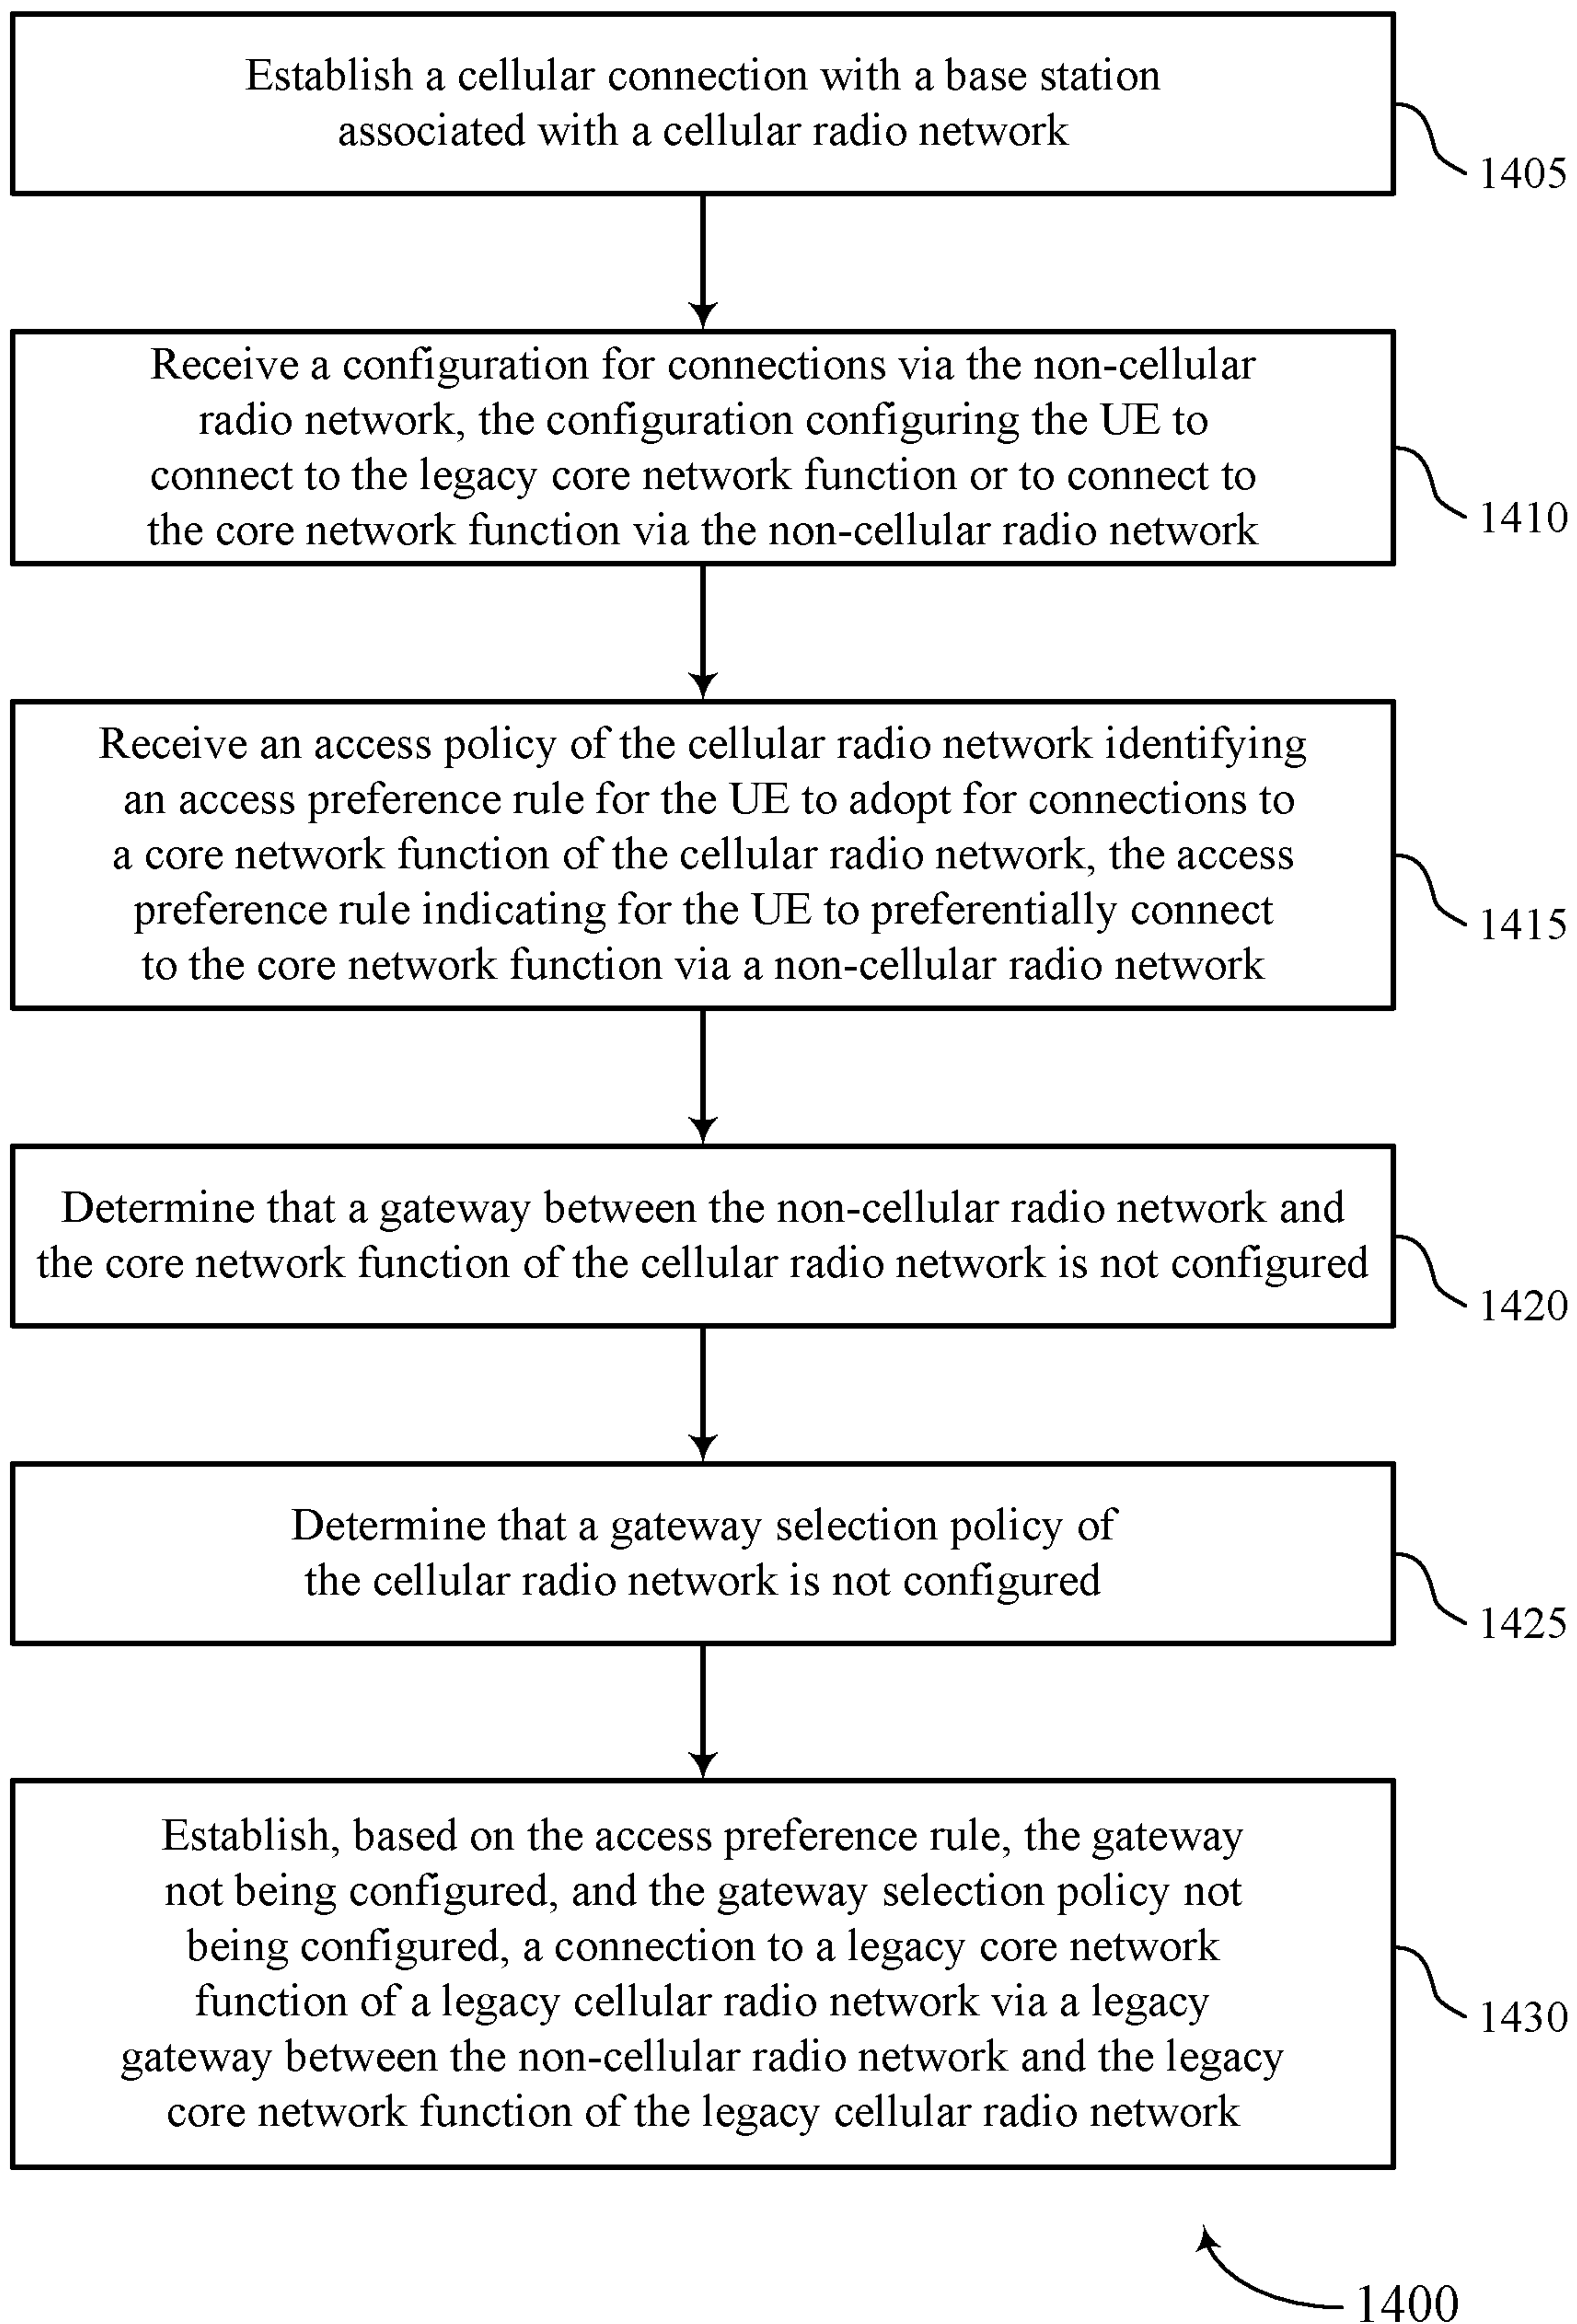 Establish a cellular connection with a base station
associated with a cellular radio network
1405
Receive a configuration for connections via the non-cellular
radio network, the configuration configuring the UE to
connect to the legacy core network function or to connect to
the core network function via the non-cellular radio network
1410
Receive an access policy of the cellular radio network identifying
an access preference rule for the UE to adopt for connections to
a core network function of the cellular radio network, the access
preference rule indicating for the UE to preferentially connect
to the core network function via a non-cellular radio network
1415
Determine that a gateway between the non-cellular radio network and
the core network function of the cellular radio network is not configured
1420
Determine that a gateway selection policy of
the cellular radio network is not configured
1425
Establish, based on the access preference rule, the gateway
not being configured, and the gateway selection policy not
being configured, a connection to a legacy core network
function of a legacy cellular radio network via a legacy
gateway between the non-cellular radio network and the legacy
core network function of the legacy cellular radio network
1430
1400